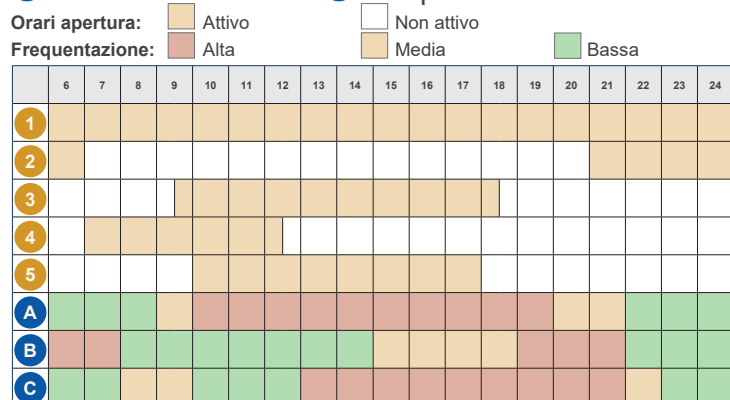 Orari apertura: Attivo Non attivo
Frequentazione: Alta Media Bassa
6 7 8 9 10 11 12 13 14 15 16 17 18 19 20 21 22 23 24
1
2
3
4
5
A
B
C